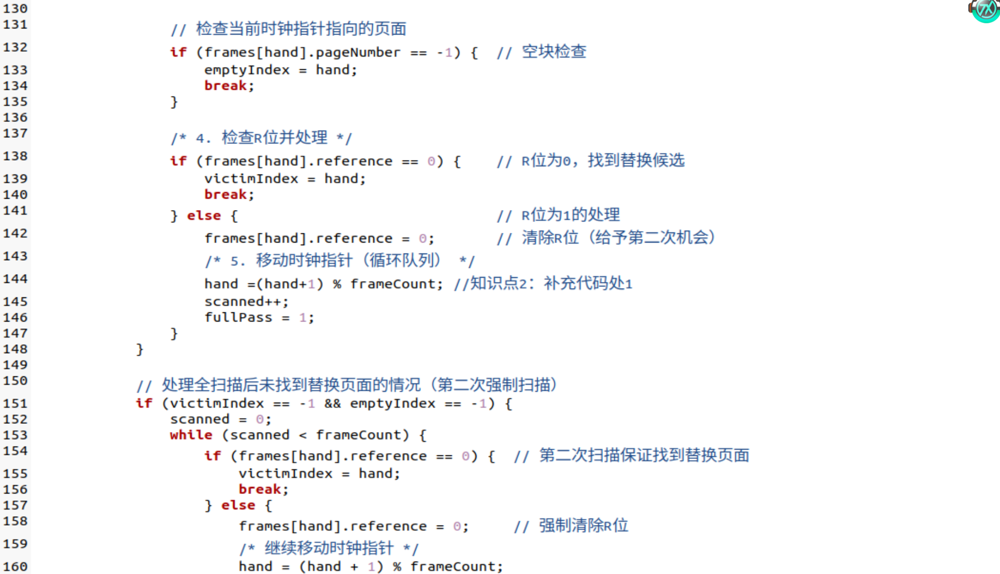 130
131 // 检查当前时钟指针指向的页面
132 if (frames[hand].pageNumber == -1) { // 空块检查
133 emptyIndex = hand;
134 break;
135 }
136
137 /* 4. 检查R位并处理 */
138 if (frames[hand].reference == 0) { // R位为0，找到替换候选
139 victimIndex = hand;
140 break;
141 } else { // R位为1的处理
142 frames[hand].reference = 0; // 清除R位（给予第二次机会）
143 /* 5. 移动时钟指针（循环队列） */
144 hand =(hand+1) % frameCount; //知识点2：补充代码处1
145 scanned++;
146 fullPass = 1;
147 }
148 }
149
150 // 处理全扫描后未找到替换页面的情况（第二次强制扫描）
151 if (victimIndex == -1 && emptyIndex == -1) {
152 scanned = 0;
153 while (scanned < frameCount) {
154 if (frames[hand].reference == 0) { // 第二次扫描保证找到替换页面
155 victimIndex = hand;
156 break;
157 } else {
158 frames[hand].reference = 0; // 强制清除R位
159 /* 继续移动时钟指针 */
160 hand = (hand + 1) % frameCount;